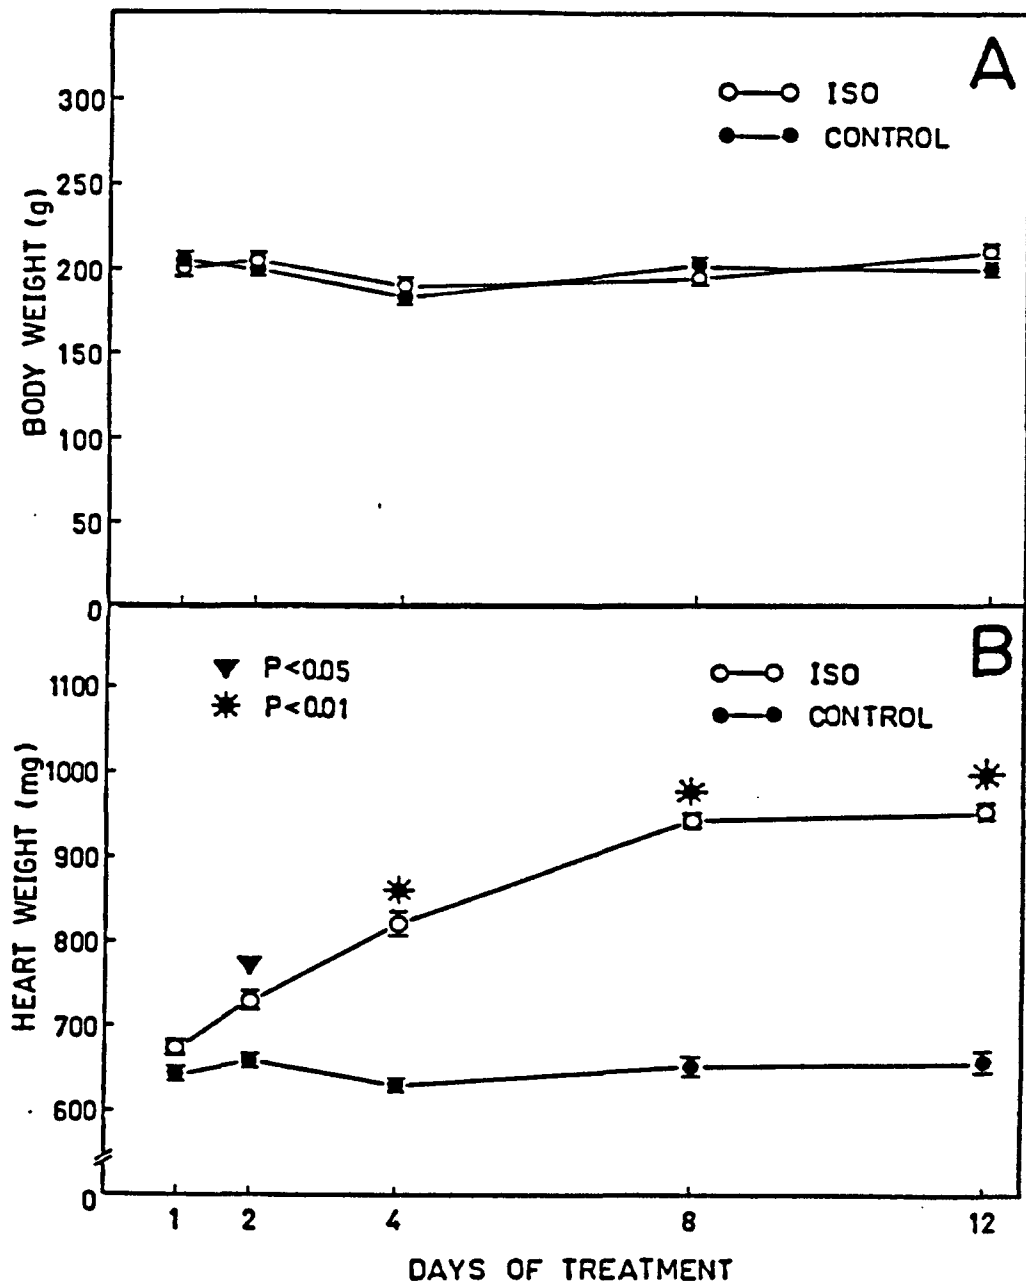 A
ISO
CONTROL
300
250
200
150
100
50
0
BODY WEIGHT (g)
B
P<0.05
P<0.01
ISO
CONTROL
1100
1000
900
800
700
600
0
HEART WEIGHT (mg)
1 2 4 8 12
DAYS OF TREATMENT